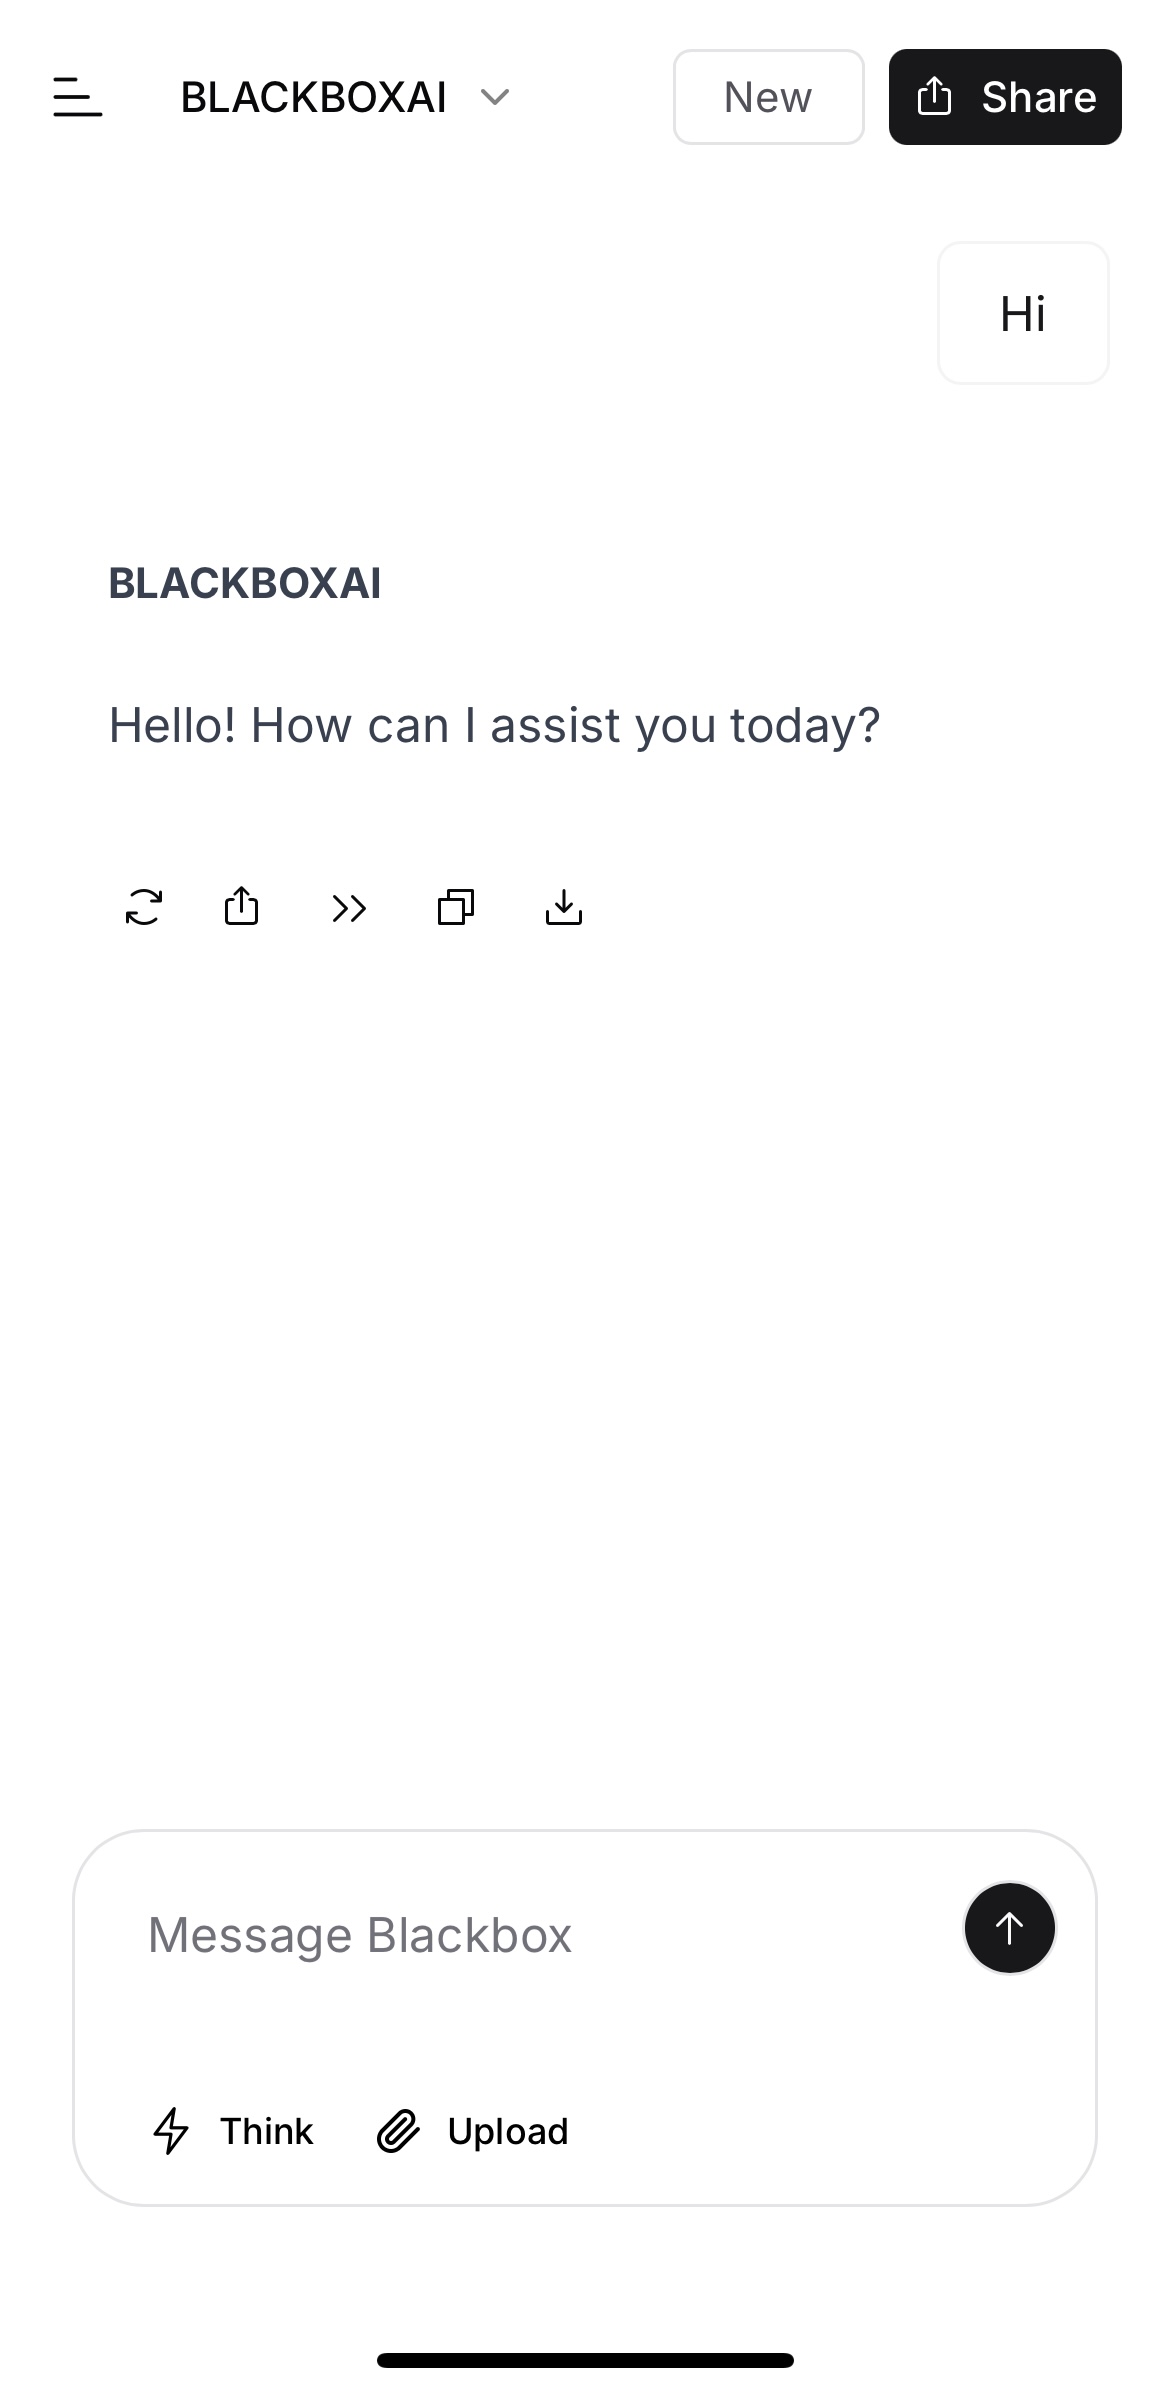 BLACKBOXAI
New
Share
Hi
BLACKBOXAI
Hello! How can I assist you today?
Message Blackbox
Think
Upload